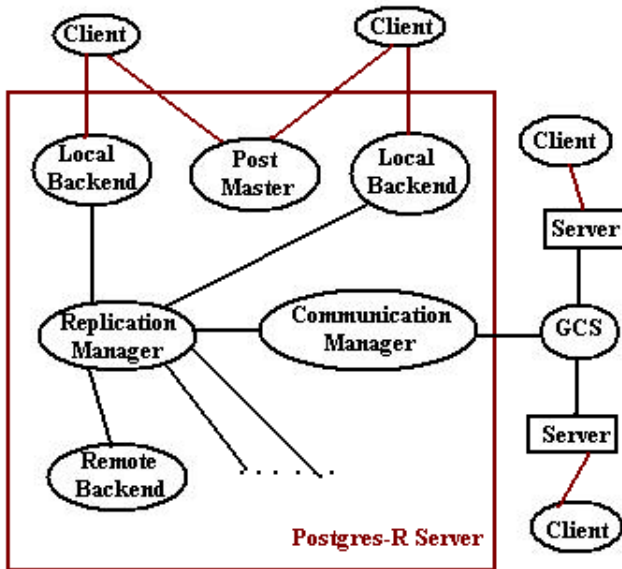 Client
Client
Local
Backend
Post
Master
Local
Backend
Client
Server
Replication
Manager
Communication
Manager
GCS
Remote
Backend
Server
Client
Postgres-R Server